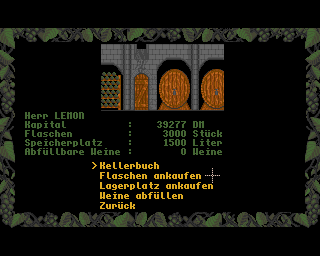 Herr LEMON
Kapital : 39277 DM
Flaschen : 3000 Stück
Speicherplatz : 1500 Liter
Abfüllbare Weine : 0 Weine
>Kellerbuch
Flaschen ankaufen
Lagerplatz ankaufen
Weine abfüllen
Zurück